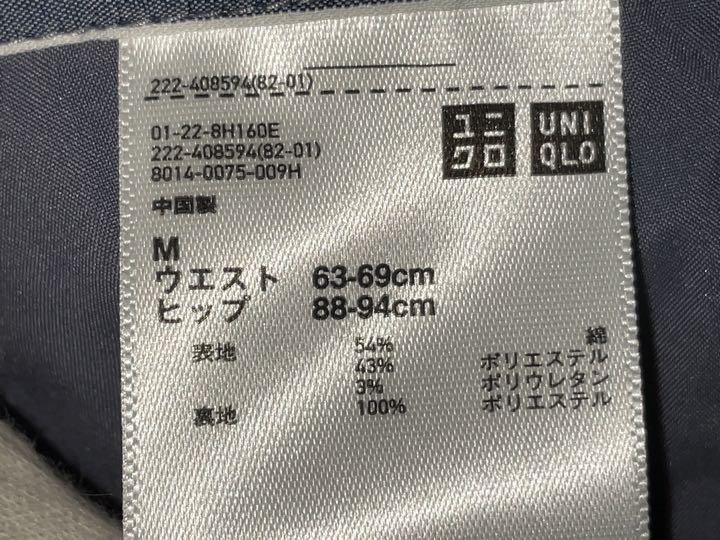 222-408594(82-01)
ユニ
クロ
UNI
QLO
01-22-8H160E
222-408594(82-01)
8014-0075-009H
中国製
M
ウエスト 63-69cm
ヒップ 88-94cm
表地 54% 綿
43% ポリエステル
3% ポリウレタン
裏地 100% ポリエステル